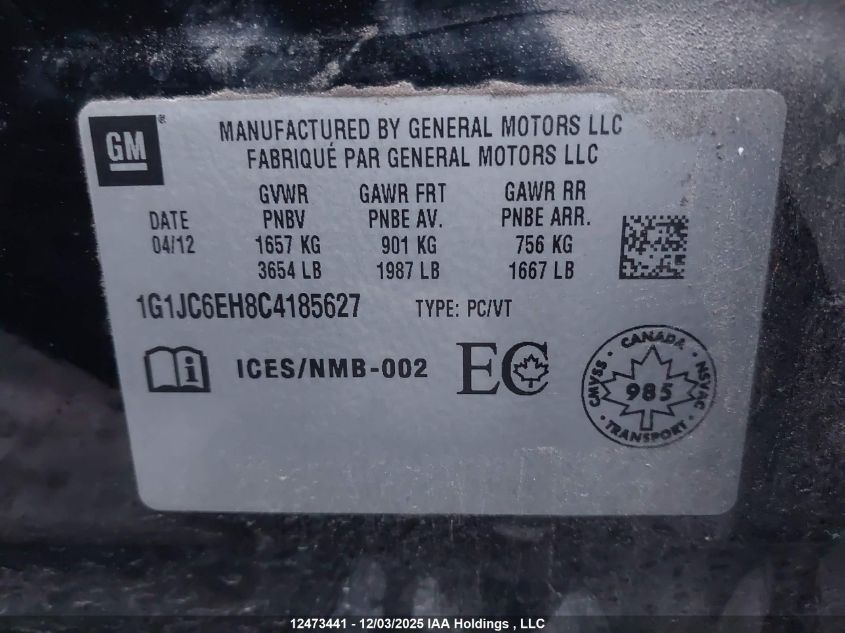 GM ®
MANUFACTURED BY GENERAL MOTORS LLC
FABRIQUÉ PAR GENERAL MOTORS LLC
GVWR GAWR FRT GAWR RR
DATE PNBV PNBE AV. PNBE ARR.
04/12 1657 KG 901 KG 756 KG
3654 LB 1987 LB 1667 LB
1G1JC6EH8C4185627 TYPE: PC/VT
i ICES/NMB-002 EC
CANADA
CMVSS 985 NSVAC
TRANSPORT
12473441 - 12/03/2025 IAA Holdings , LLC